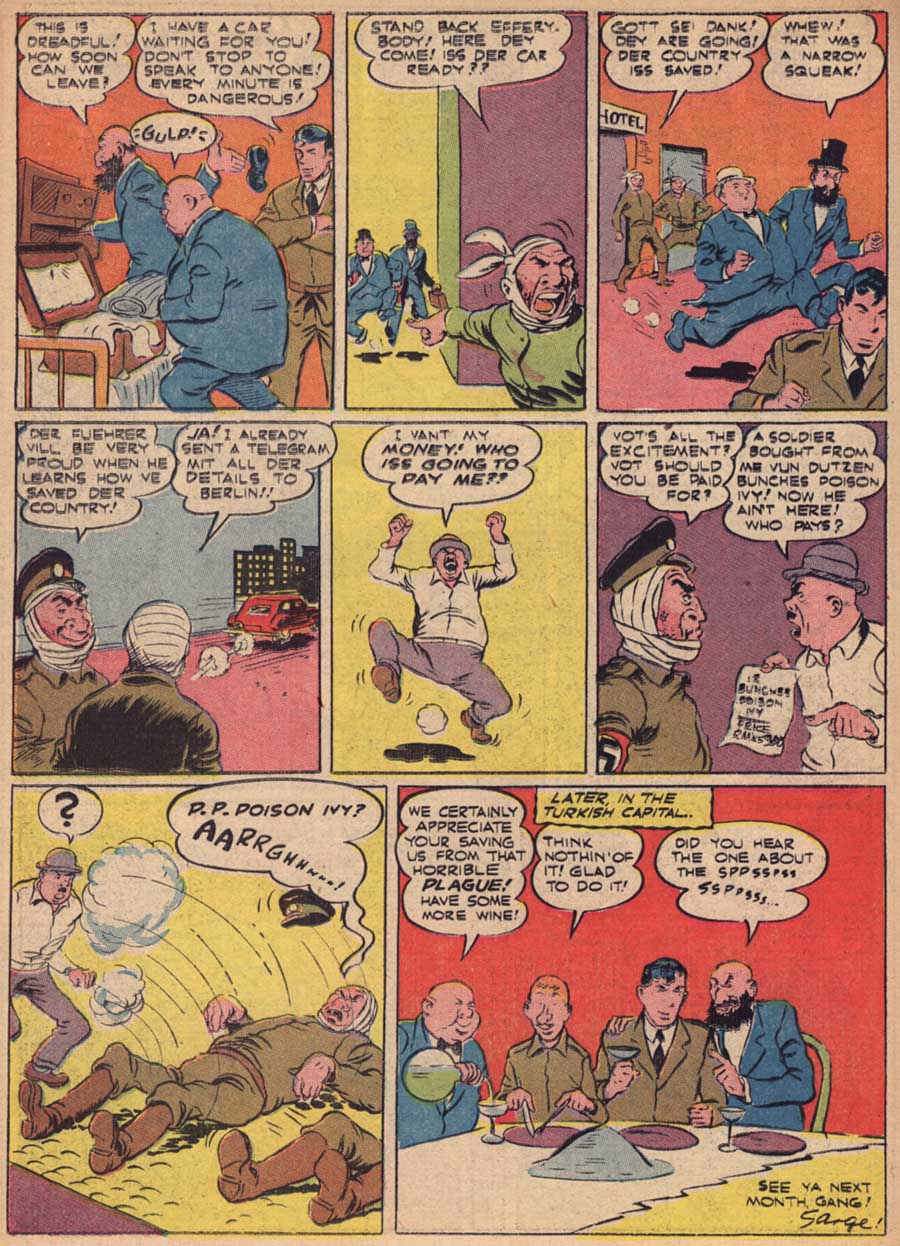 THIS IS
DREADFUL!
HOW SOON
CAN WE
LEAVE?
I HAVE A CAR
WAITING FOR YOU!
DON'T STOP TO
SPEAK TO ANYONE!
EVERY MINUTE IS
DANGEROUS!
GULP!
STAND BACK EFFERY-
BODY! HERE DEY
COME! ISS DER CAR
READY??
GOTT SEI DANK!
DEY ARE GOING!
DER COUNTRY
ISS SAVED!
WHEW!
THAT WAS
A NARROW
SQUEAK!
HOTEL
DER FUEHRER
VILL BE VERY
PROUD WHEN HE
LEARNS HOW VE
SAVED DER
COUNTRY!
JA! I ALREADY
SENT A TELEGRAM
MIT ALL DER
DETAILS TO
BERLIN!!
I VANT MY
MONEY! WHO
ISS GOING TO
PAY ME??
VOT'S ALL THE
EXCITEMENT?
VOT SHOULD
YOU BE PAID
FOR?
A SOLDIER
BOUGHT FROM
ME VUN DUTZEN
BUNCHES POISON
IVY! NOW HE
AIN'T HERE!
WHO PAYS?
12
BUNCHES
POISON
IVY
PRICE
?
P.P. POISON IVY?
AARRGHH....!
LATER, IN THE
TURKISH CAPITAL..
WE CERTAINLY
APPRECIATE
YOUR SAVING
US FROM THAT
HORRIBLE
PLAGUE!
HAVE SOME
MORE WINE!
THINK
NOTHIN' OF
IT! GLAD
TO DO IT!
DID YOU HEAR
THE ONE ABOUT
THE SPPSSPSS
SSPPSSS...
SEE YA NEXT
MONTH, GANG!
Sarge!